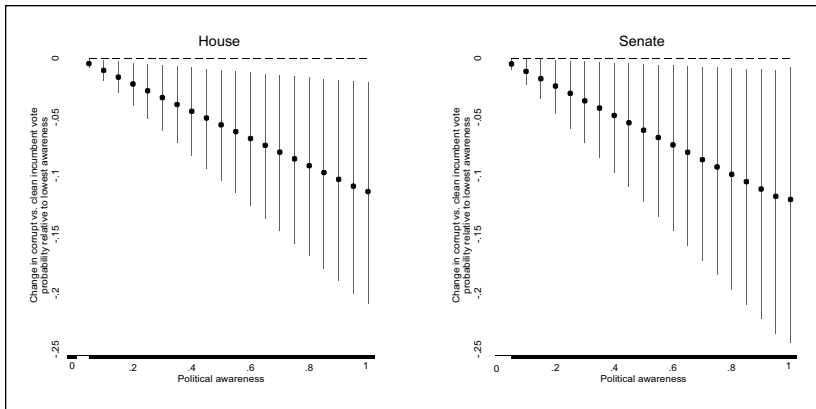 House
Change in corrupt vs. clean incumbent vote
probability relative to lowest awareness
0
-.05
-.1
-.15
-.2
-.25
0 .2 .4 .6 .8 1
Political awareness
Senate
Change in corrupt vs. clean incumbent vote
probability relative to lowest awareness
0
-.05
-.1
-.15
-.2
-.25
0 .2 .4 .6 .8 1
Political awareness